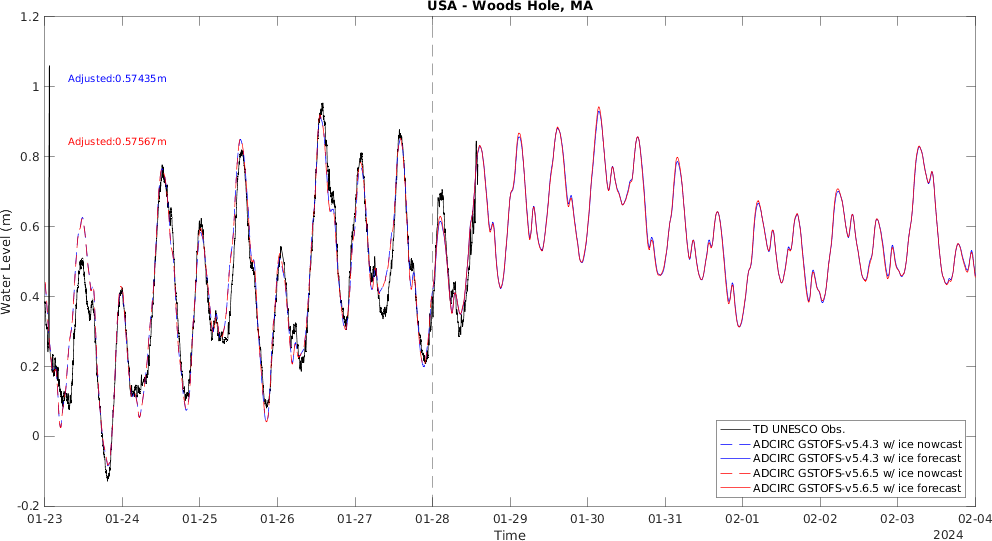 USA - Woods Hole, MA
1.2
1
0.8
0.6
0.4
0.2
0
-0.2
Water Level (m)
Adjusted:0.57435m
Adjusted:0.57567m
TD UNESCO Obs.
ADCIRC GSTOFS-v5.4.3 w/ ice nowcast
ADCIRC GSTOFS-v5.4.3 w/ ice forecast
ADCIRC GSTOFS-v5.6.5 w/ ice nowcast
ADCIRC GSTOFS-v5.6.5 w/ ice forecast
01-23 01-24 01-25 01-26 01-27 01-28 01-29 01-30 01-31 02-01 02-02 02-03 02-04
Time
2024